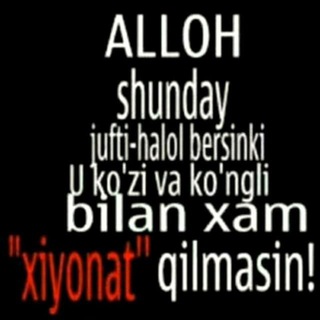 ALLOH
shunday
jufti-halol bersinki
U ko'zi va ko'ngli
bilan xam
"xiyonat" qilmasin!